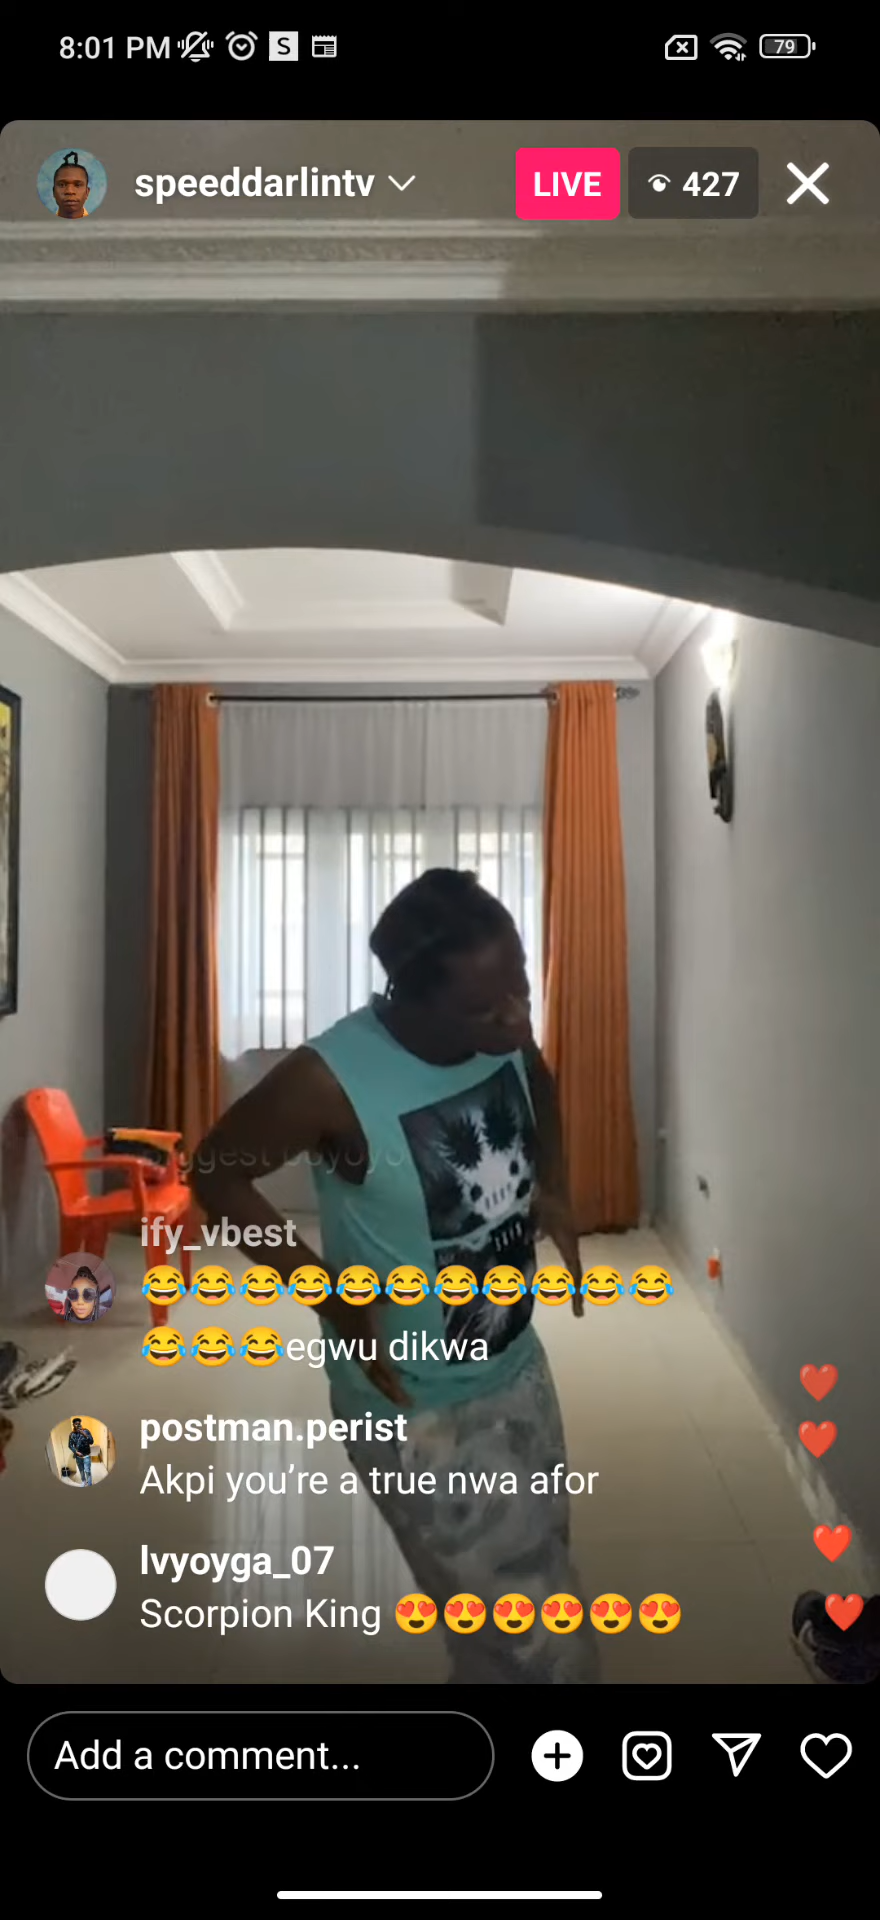 8:01 PM
S
79
speeddarlintv
LIVE
427
ify_vbest
😂😂😂😂😂😂😂😂😂😂😂
😂😂😂egwu dikwa
postman.perist
Akpi you’re a true nwa afor
lvyoyga_07
Scorpion King 😍😍😍😍😍😍
Add a comment...